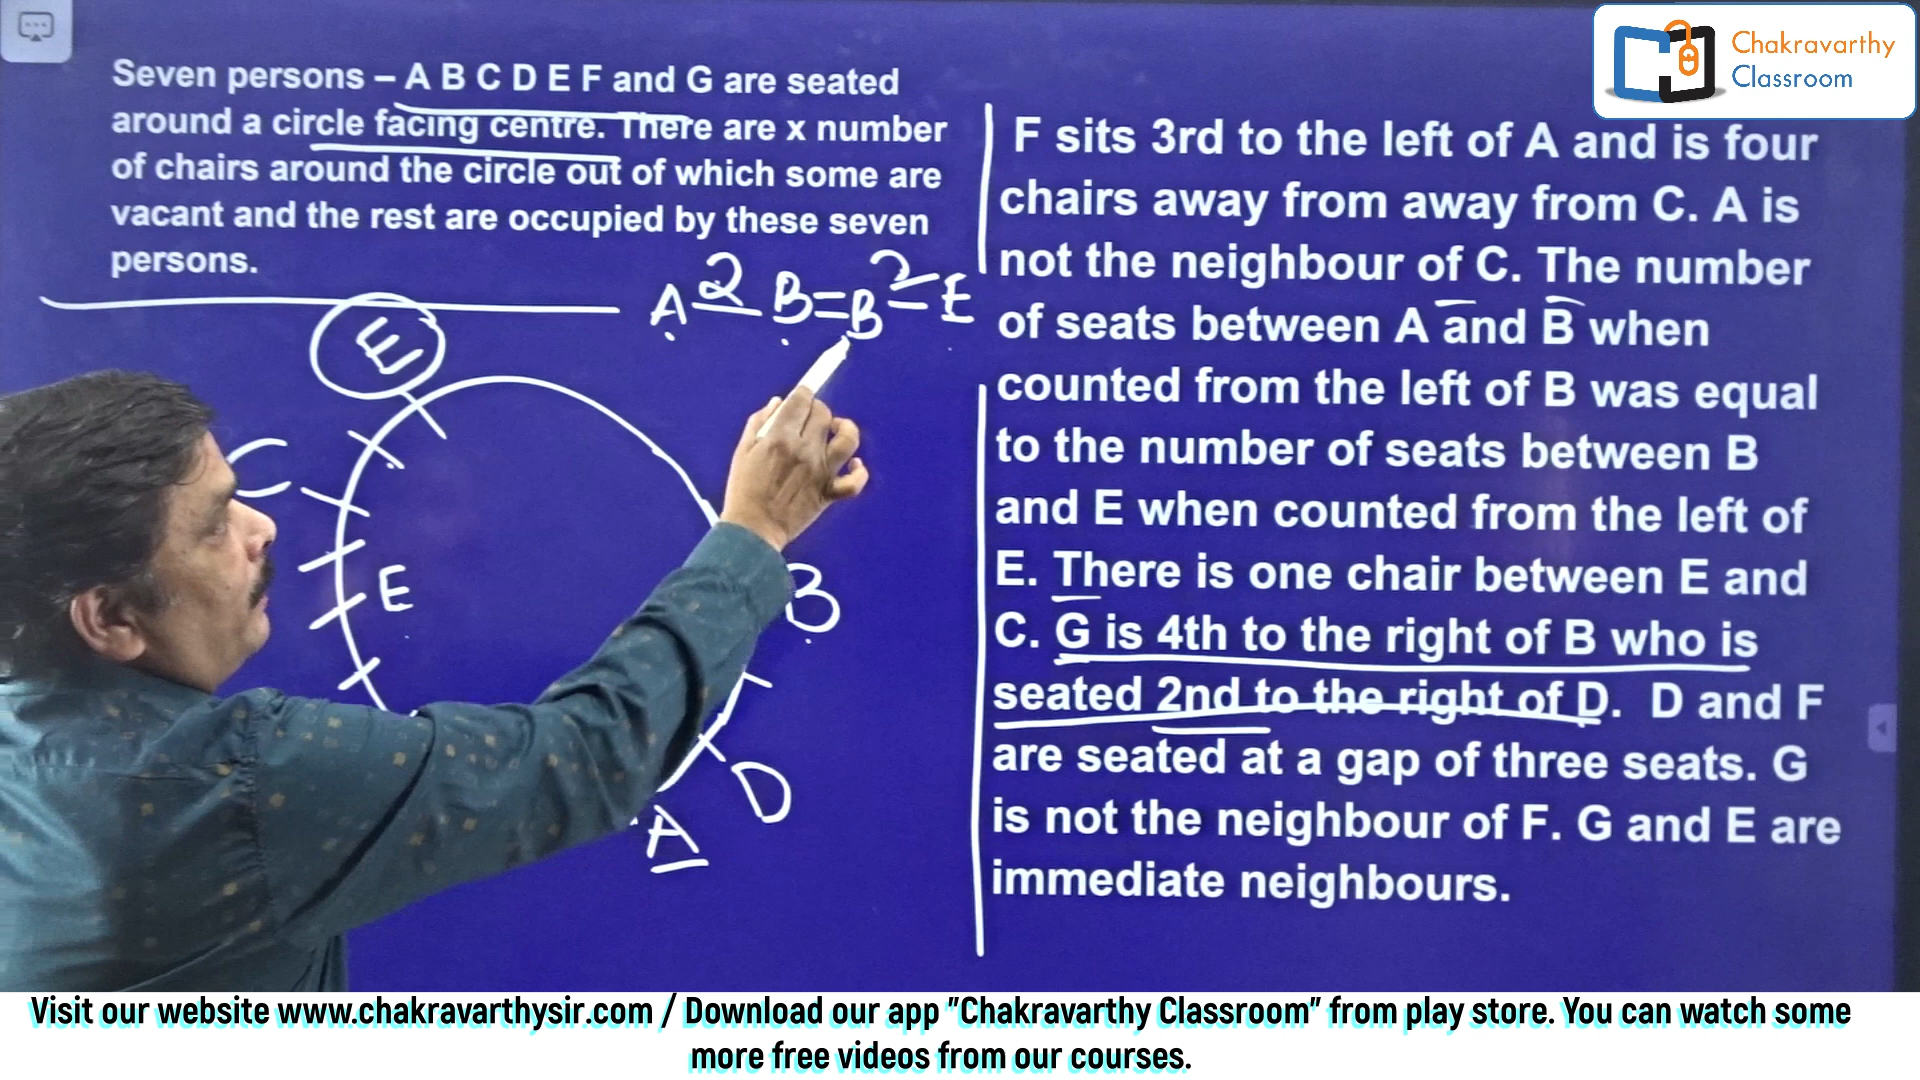 Chakravarthy
Classroom
Seven persons – A B C D E F and G are seated
around a circle facing centre. There are x number
of chairs around the circle out of which some are
vacant and the rest are occupied by these seven
persons.
A 2 B = B 2 E
E
C
E
B
D
A
F sits 3rd to the left of A and is four
chairs away from away from C. A is
not the neighbour of C. The number
of seats between A and B when
counted from the left of B was equal
to the number of seats between B
and E when counted from the left of
E. There is one chair between E and
C. G is 4th to the right of B who is
seated 2nd to the right of D. D and F
are seated at a gap of three seats. G
is not the neighbour of F. G and E are
immediate neighbours.
Visit our website www.chakravarthysir.com / Download our app "Chakravarthy Classroom" from play store. You can watch some
more free videos from our courses.